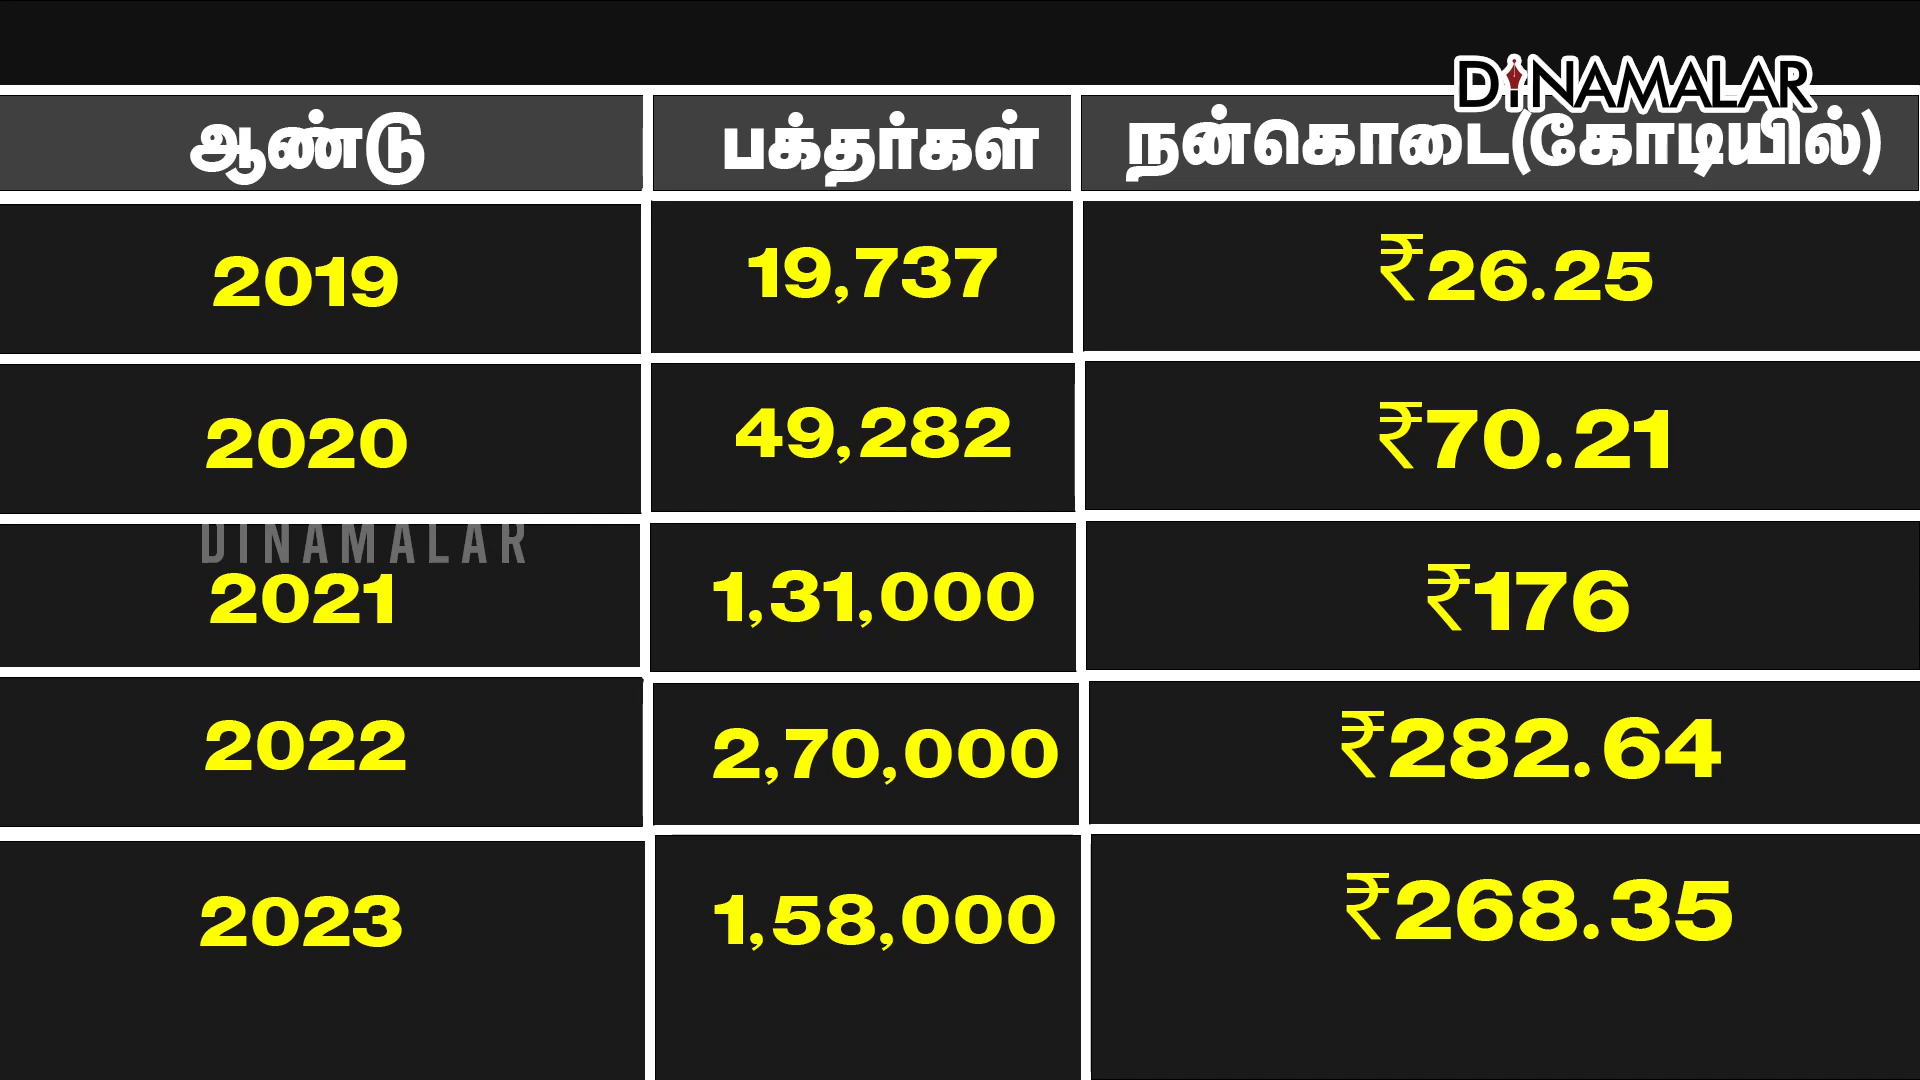 DINAMALAR
ஆண்டு பக்தர்கள் நன்கொடை(கோடியில்)
2019 19,737 ₹26.25
2020 49,282 ₹70.21
DINAMALAR
2021 1,31,000 ₹176
2022 2,70,000 ₹282.64
2023 1,58,000 ₹268.35